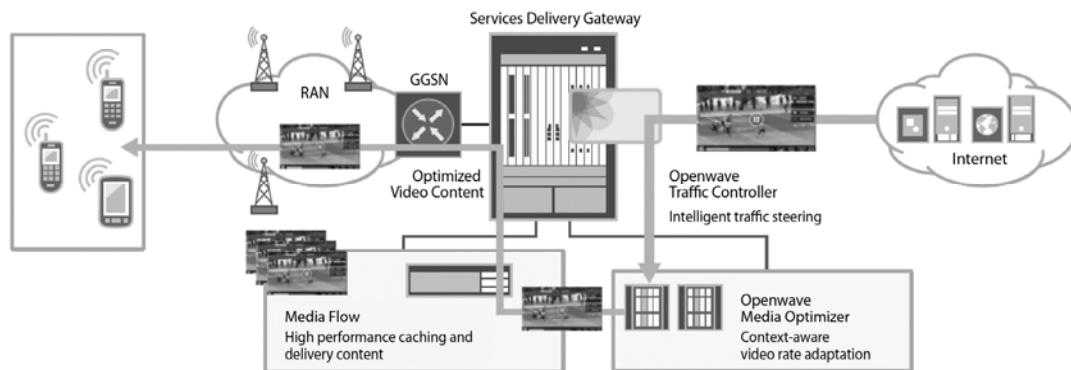 Services Delivery Gateway
RAN
GGSN
Optimized
Video Content
Openwave
Traffic Controller
Intelligent traffic steering
Internet
Media Flow
High performance caching and
delivery content
Openwave
Media Optimizer
Context-aware
video rate adaptation